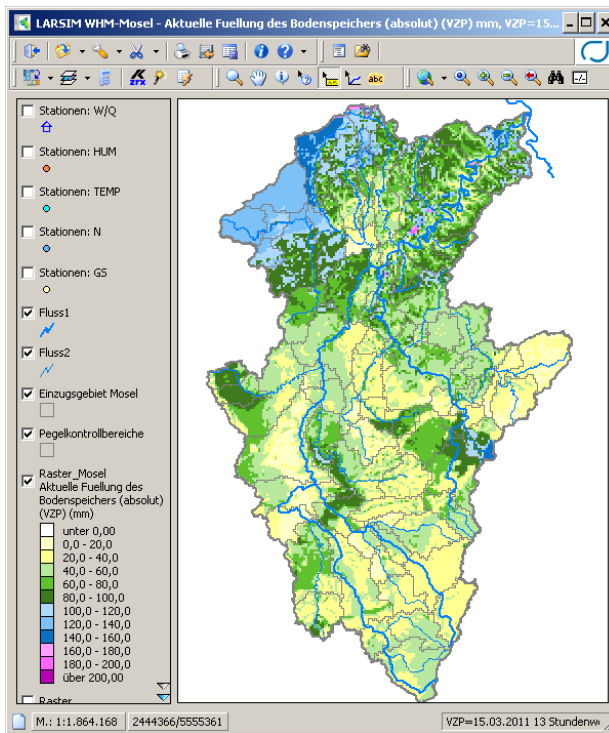 LARSIM WHM-Mosel - Aktuelle Fuellung des Bodenspeichers (absolut) (VZP) mm, VZP=15...
zrx
abc
Stationen: W/Q
Stationen: HUM
Stationen: TEMP
Stationen: N
Stationen: GS
Fluss1
Fluss2
Einzugsgebiet Mosel
Pegelkontrollbereiche
Raster_Mosel
Aktuelle Fuellung des
Bodenspeichers (absolut)
(VZP) (mm)
unter 0,00
0,0 - 20,0
20,0 - 40,0
40,0 - 60,0
60,0 - 80,0
80,0 - 100,0
100,0 - 120,0
120,0 - 140,0
140,0 - 160,0
160,0 - 180,0
180,0 - 200,0
über 200,00
Raster
M.: 1:1.864.168
2444366/5555361
VZP=15.03.2011 13 Stundenw